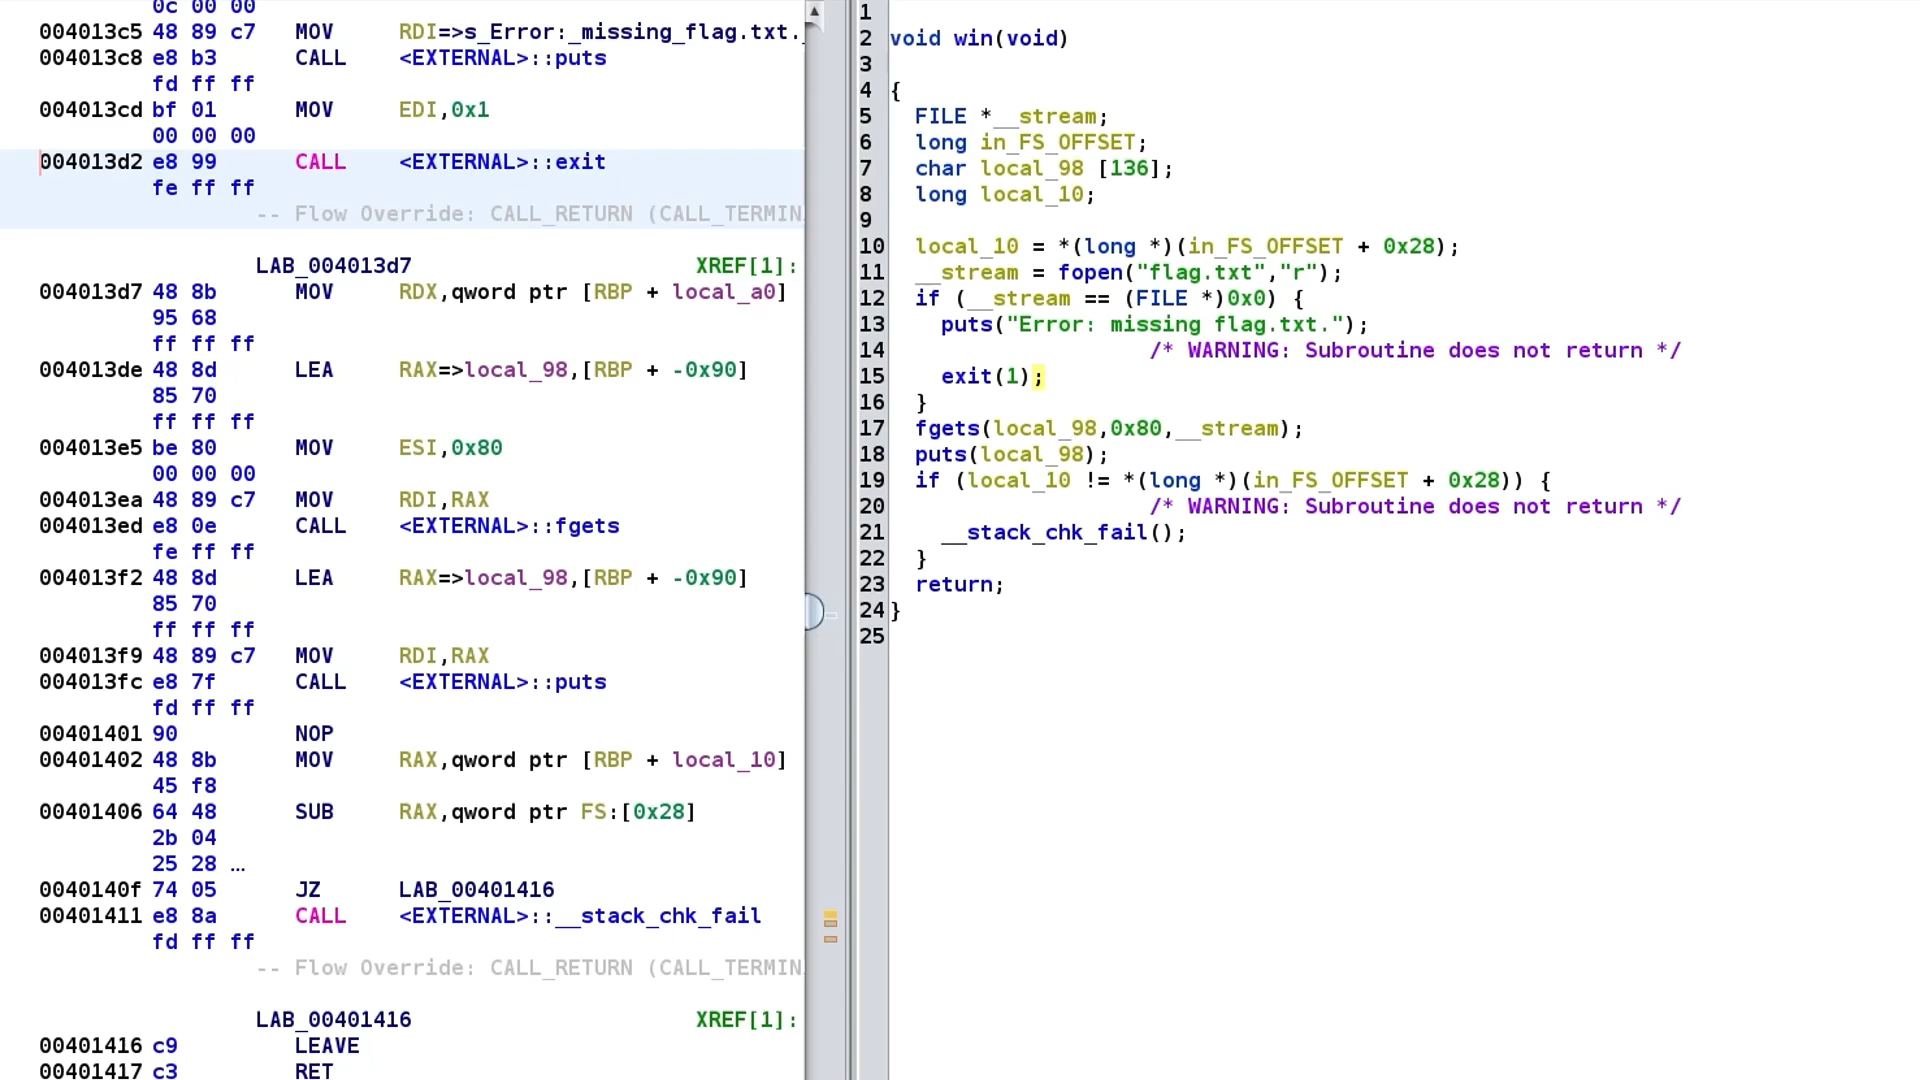 0c 00 00
004013c5 48 89 c7 MOV RDI=>s_Error:_missing_flag.txt._
004013c8 e8 b3 CALL <EXTERNAL>::puts
fd ff ff
004013cd bf 01 MOV EDI,0x1
00 00 00
004013d2 e8 99 CALL <EXTERNAL>::exit
fe ff ff
-- Flow Override: CALL_RETURN (CALL_TERMIN
LAB_004013d7 XREF[1]:
004013d7 48 8b MOV RDX,qword ptr [RBP + local_a0]
95 68
ff ff ff
004013de 48 8d LEA RAX=>local_98,[RBP + -0x90]
85 70
ff ff ff
004013e5 be 80 MOV ESI,0x80
00 00 00
004013ea 48 89 c7 MOV RDI,RAX
004013ed e8 0e CALL <EXTERNAL>::fgets
fe ff ff
004013f2 48 8d LEA RAX=>local_98,[RBP + -0x90]
85 70
ff ff ff
004013f9 48 89 c7 MOV RDI,RAX
004013fc e8 7f CALL <EXTERNAL>::puts
fd ff ff
00401401 90 NOP
00401402 48 8b MOV RAX,qword ptr [RBP + local_10]
45 f8
00401406 64 48 SUB RAX,qword ptr FS:[0x28]
2b 04
25 28 …
0040140f 74 05 JZ LAB_00401416
00401411 e8 8a CALL <EXTERNAL>::__stack_chk_fail
fd ff ff
-- Flow Override: CALL_RETURN (CALL_TERMIN
LAB_00401416 XREF[1]:
00401416 c9 LEAVE
00401417 c3 RET
1
2 void win(void)
3
4 {
5 FILE *__stream;
6 long in_FS_OFFSET;
7 char local_98 [136];
8 long local_10;
9
10 local_10 = *(long *)(in_FS_OFFSET + 0x28);
11 __stream = fopen("flag.txt","r");
12 if (__stream == (FILE *)0x0) {
13 puts("Error: missing flag.txt.");
14 /* WARNING: Subroutine does not return */
15 exit(1);
16 }
17 fgets(local_98,0x80,__stream);
18 puts(local_98);
19 if (local_10 != *(long *)(in_FS_OFFSET + 0x28)) {
20 /* WARNING: Subroutine does not return */
21 __stack_chk_fail();
22 }
23 return;
24 }
25